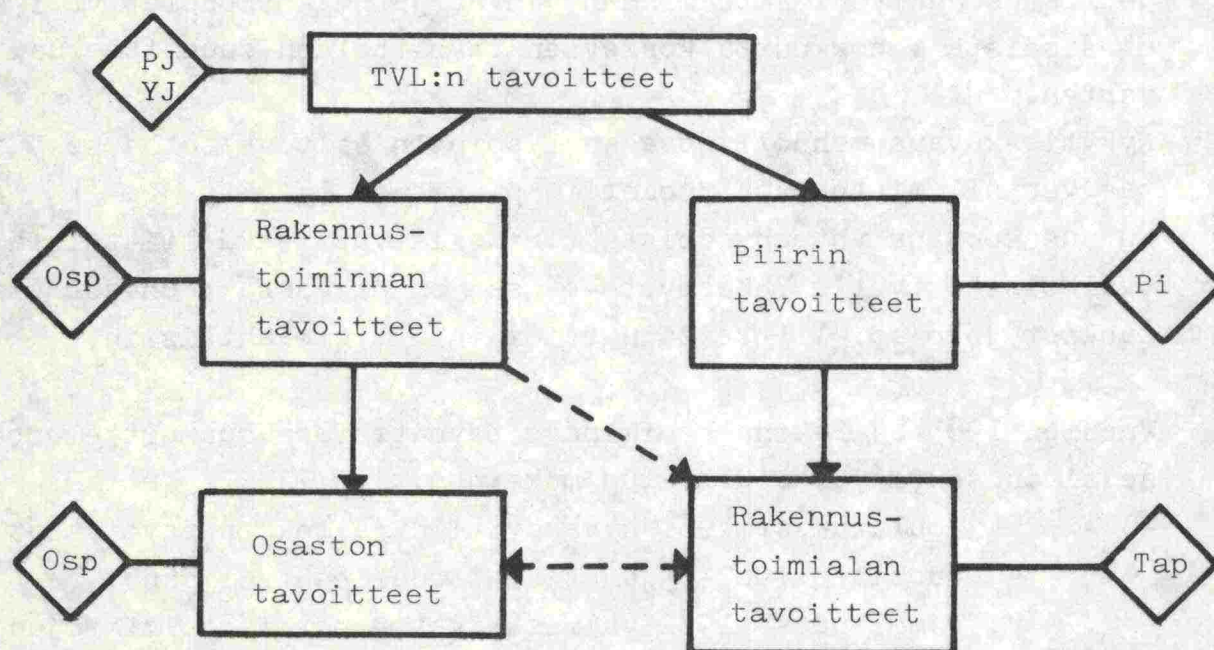 PJ
YJ
TVL:n tavoitteet
Osp
Rakennus-
toiminnan
tavoitteet
Piirin
tavoitteet
Pi
Osp
Osaston
tavoitteet
Rakennus-
toimialan
tavoitteet
Tap